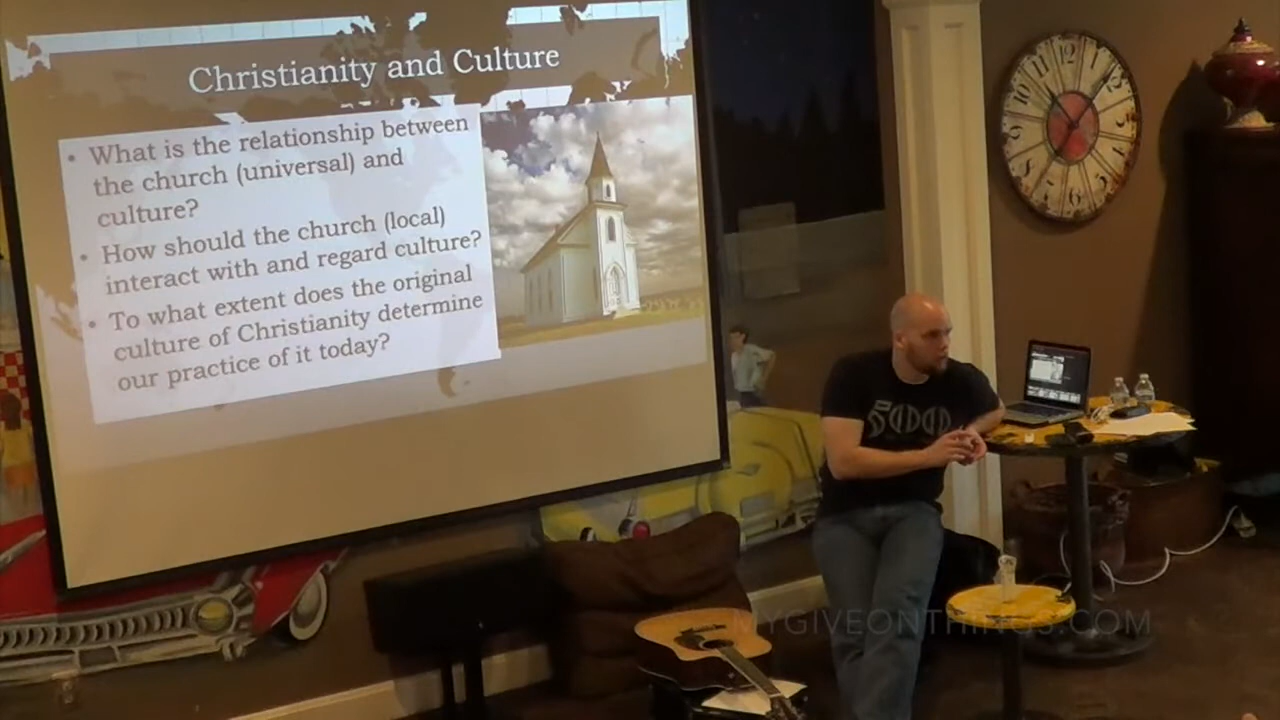 Christianity and Culture
• What is the relationship between
the church (universal) and
culture?
• How should the church (local)
interact with and regard culture?
• To what extent does the original
culture of Christianity determine
our practice of it today?
MYGIVEONTHINGS.COM